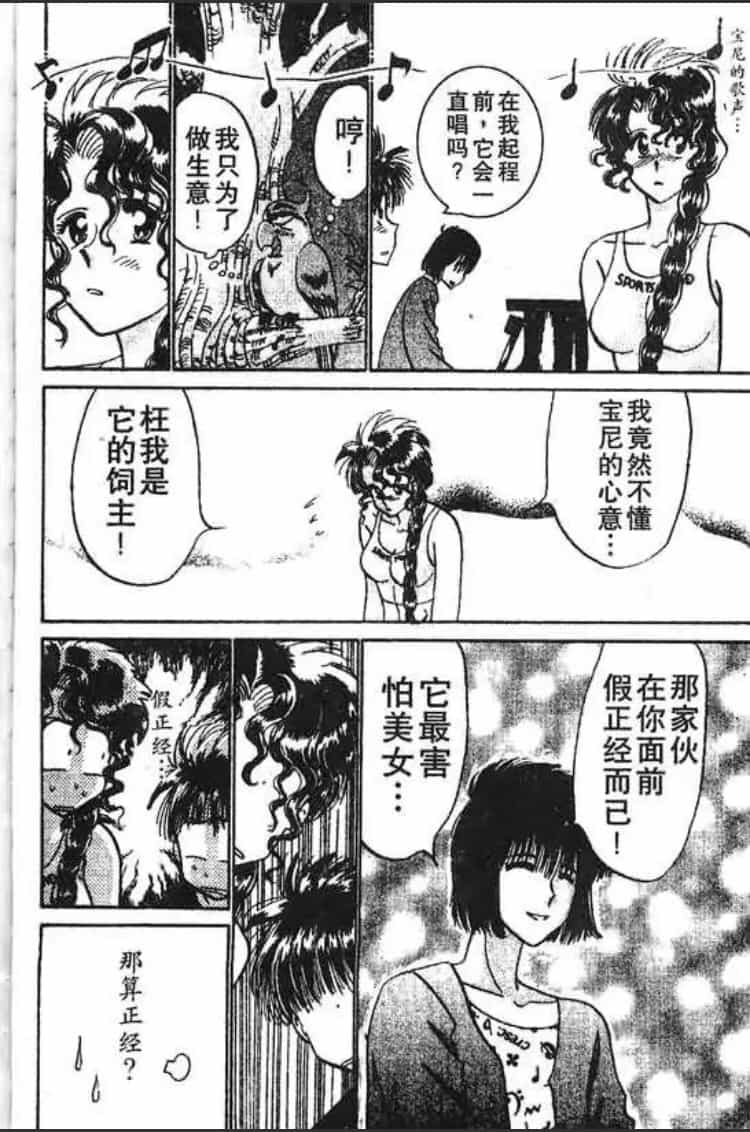 宝尼的歌声…
SPORTS
在我起程
前，它会一
直唱吗？
哼！
我只为了
做生意！
我竟然不懂
宝尼的心意…
枉我是
它的饲主！
那家伙
在你面前
假正经而已！
它最害
怕美女…
假正经…
那算正经？